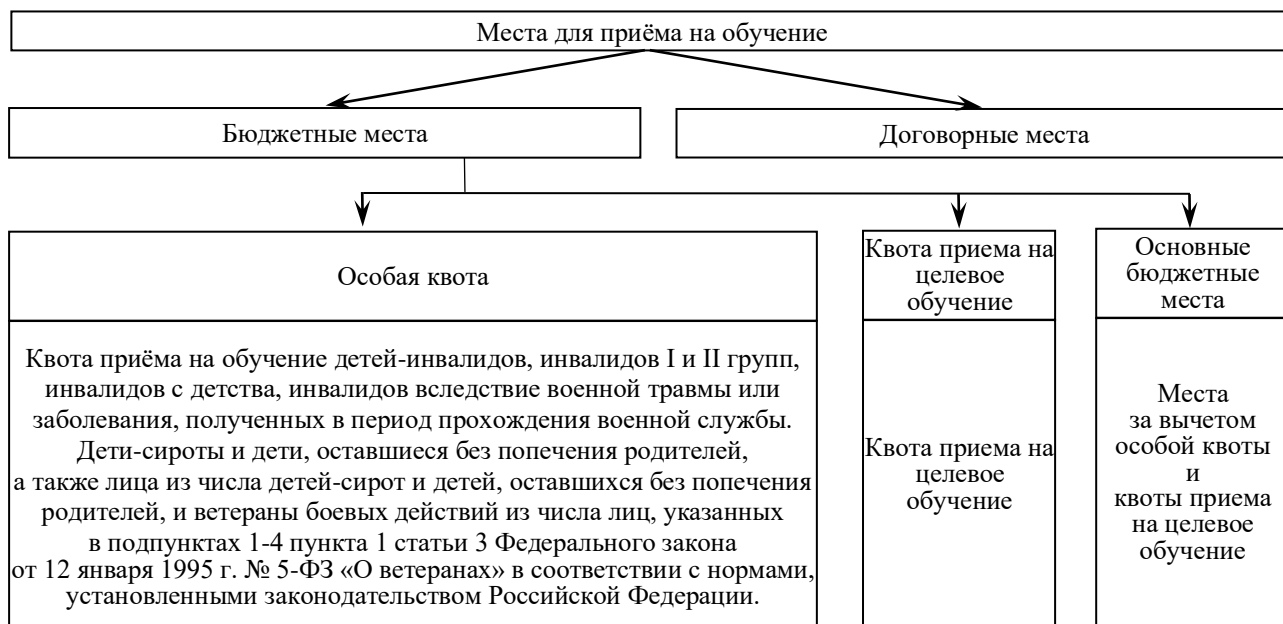 Места для приёма на обучение
Бюджетные места
Договорные места
Особая квота
Квота приема на
целевое
обучение
Основные
бюджетные
места
Квота приёма на обучение детей-инвалидов, инвалидов I и II групп,
инвалидов с детства, инвалидов вследствие военной травмы или
заболевания, полученных в период прохождения военной службы.
Дети-сироты и дети, оставшиеся без попечения родителей,
а также лица из числа детей-сирот и детей, оставшихся без попечения
родителей, и ветераны боевых действий из числа лиц, указанных
в подпунктах 1-4 пункта 1 статьи 3 Федерального закона
от 12 января 1995 г. № 5-ФЗ «О ветеранах» в соответствии с нормами,
установленными законодательством Российской Федерации.
Квота приема на
целевое
обучение
Места
за вычетом
особой квоты
и
квоты приема
на целевое
обучение